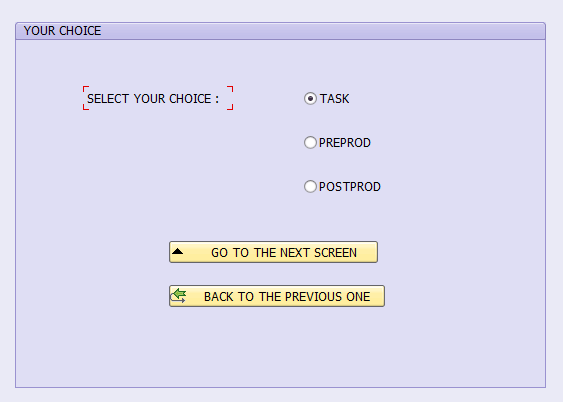 YOUR CHOICE
SELECT YOUR CHOICE : TASK
PREPROD
POSTPROD
GO TO THE NEXT SCREEN
BACK TO THE PREVIOUS ONE